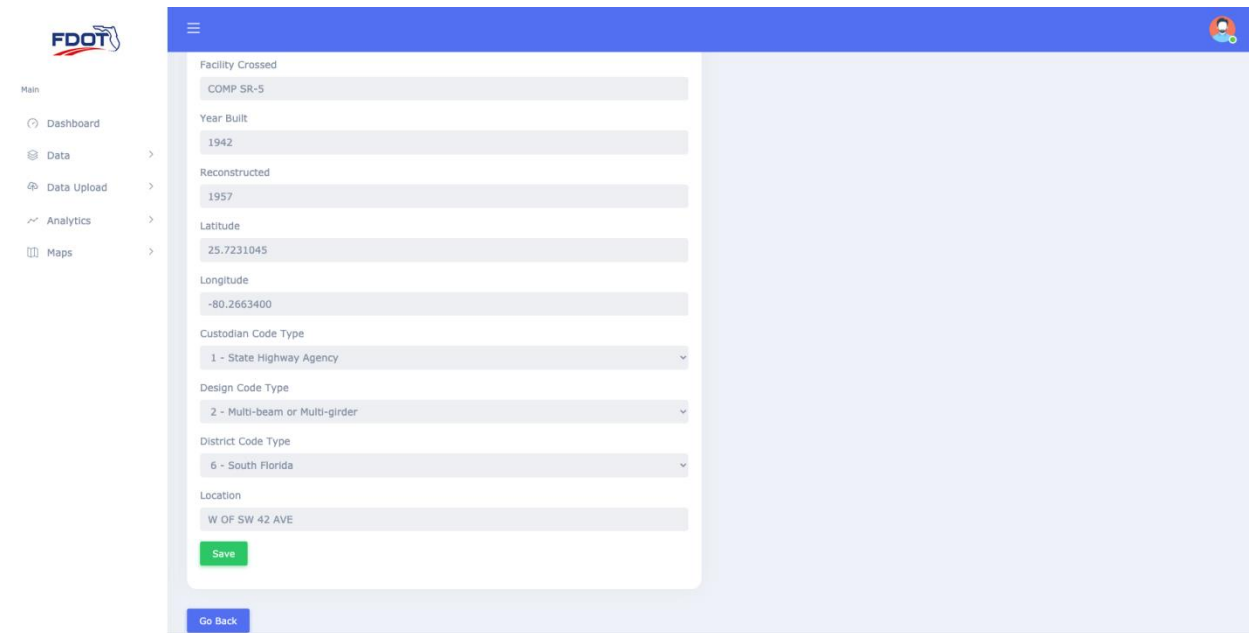 FDOT
Main
Dashboard
Data
Data Upload
Analytics
Maps
Facility Crossed
COMP SR-5
Year Built
1942
Reconstructed
1957
Latitude
25.7231045
Longitude
-80.2663400
Custodian Code Type
1 - State Highway Agency
Design Code Type
2 - Multi-beam or Multi-girder
District Code Type
6 - South Florida
Location
W OF SW 42 AVE
Save
Go Back